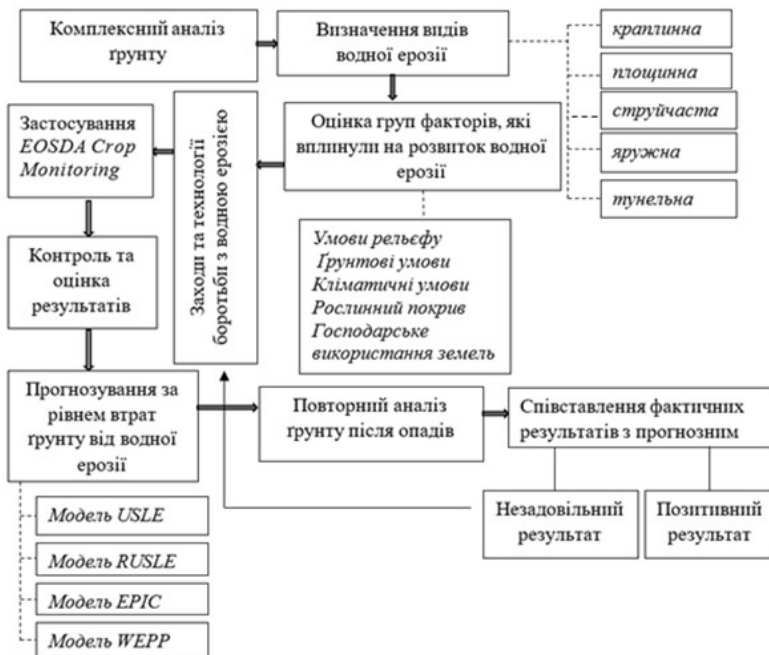 Комплексний аналіз
ґрунту
Визначення видів
водної ерозії
краплинна
площинна
струйчаста
яружна
тунельна
Оцінка груп факторів, які
вплинули на розвиток водної
ерозії
Умови рельєфу
Ґрунтові умови
Кліматичні умови
Рослинний покрив
Господарське
використання земель
Заходи та технології
боротьби з водною ерозією
Застосування
EOSDA Crop
Monitoring
Контроль та
оцінка
результатів
Прогнозування за
рівнем втрат
ґрунту від водної
ерозії
Модель USLE
Модель RUSLE
Модель EPIC
Модель WEPP
Повторний аналіз
ґрунту після опадів
Співставлення фактичних
результатів з прогнозним
Незадовільний
результат
Позитивний
результат